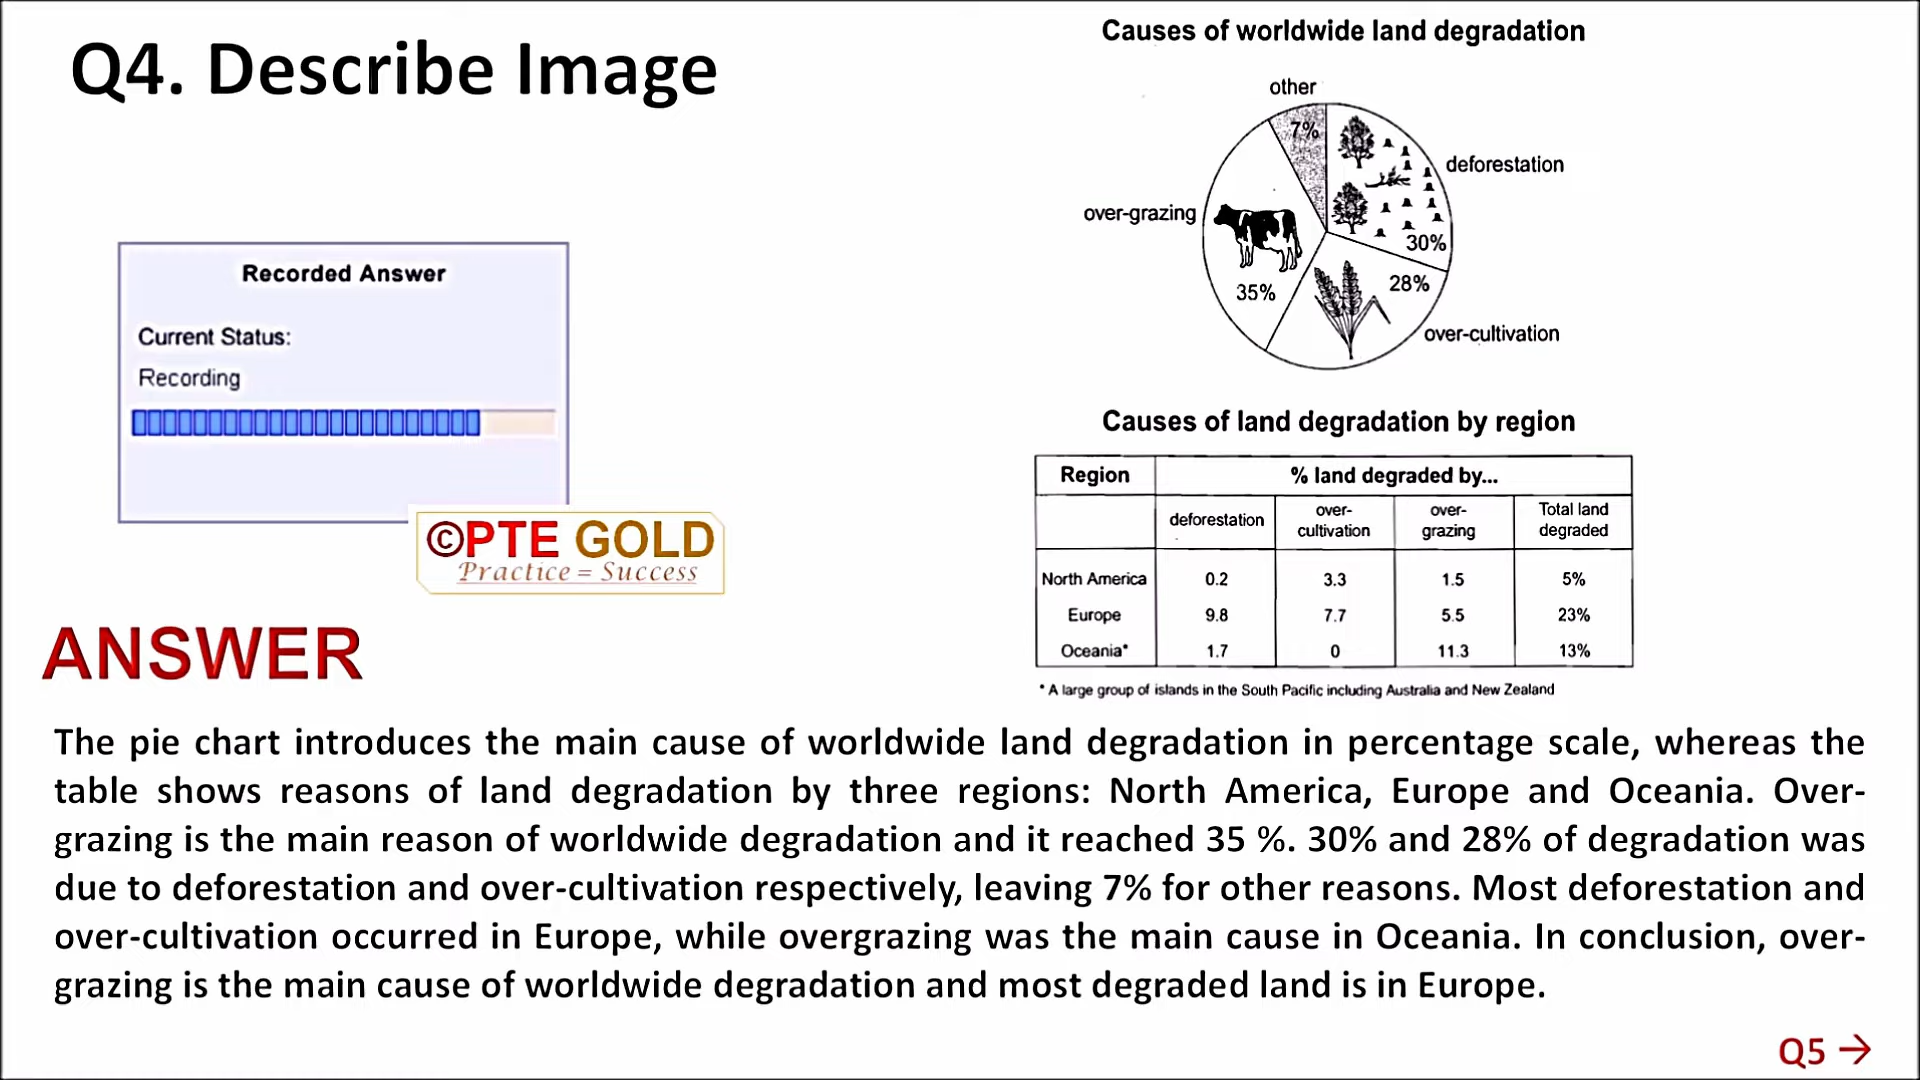 Q4. Describe Image
Recorded Answer
Current Status:
Recording
©PTE GOLD
Practice = Success
Causes of worldwide land degradation
other
7%
deforestation
over-grazing
30%
28%
35%
over-cultivation
Causes of land degradation by region
Region % land degraded by...
deforestation over-cultivation over-grazing Total land degraded
North America 0.2 3.3 1.5 5%
Europe 9.8 7.7 5.5 23%
Oceania* 1.7 0 11.3 13%
* A large group of islands in the South Pacific including Australia and New Zealand
ANSWER
The pie chart introduces the main cause of worldwide land degradation in percentage scale, whereas the
table shows reasons of land degradation by three regions: North America, Europe and Oceania. Over-
grazing is the main reason of worldwide degradation and it reached 35 %. 30% and 28% of degradation was
due to deforestation and over-cultivation respectively, leaving 7% for other reasons. Most deforestation and
over-cultivation occurred in Europe, while overgrazing was the main cause in Oceania. In conclusion, over-
grazing is the main cause of worldwide degradation and most degraded land is in Europe.
Q5 →